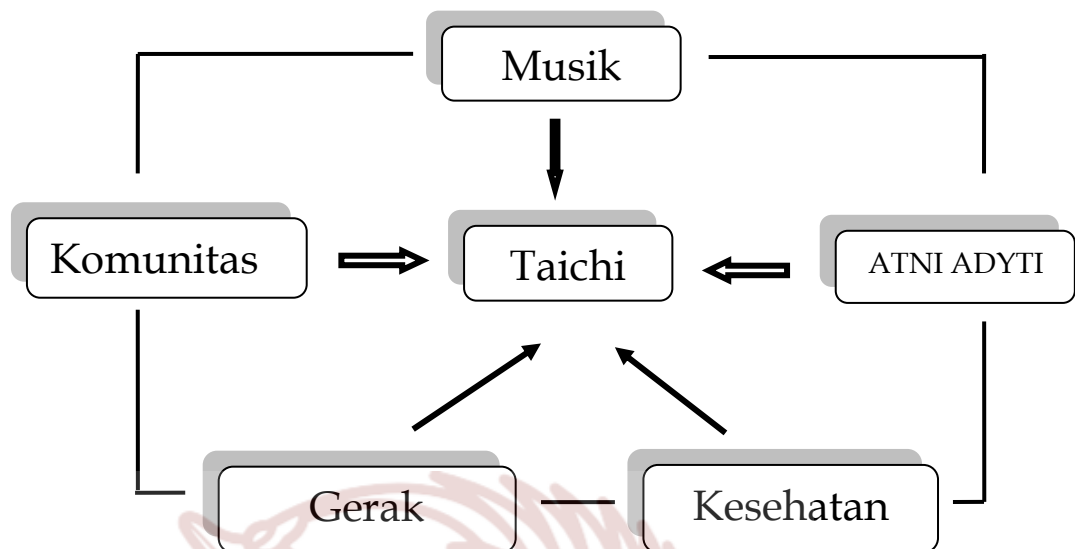 Musik
Komunitas
Taichi
ATNI ADYTI
Gerak
Kesehatan